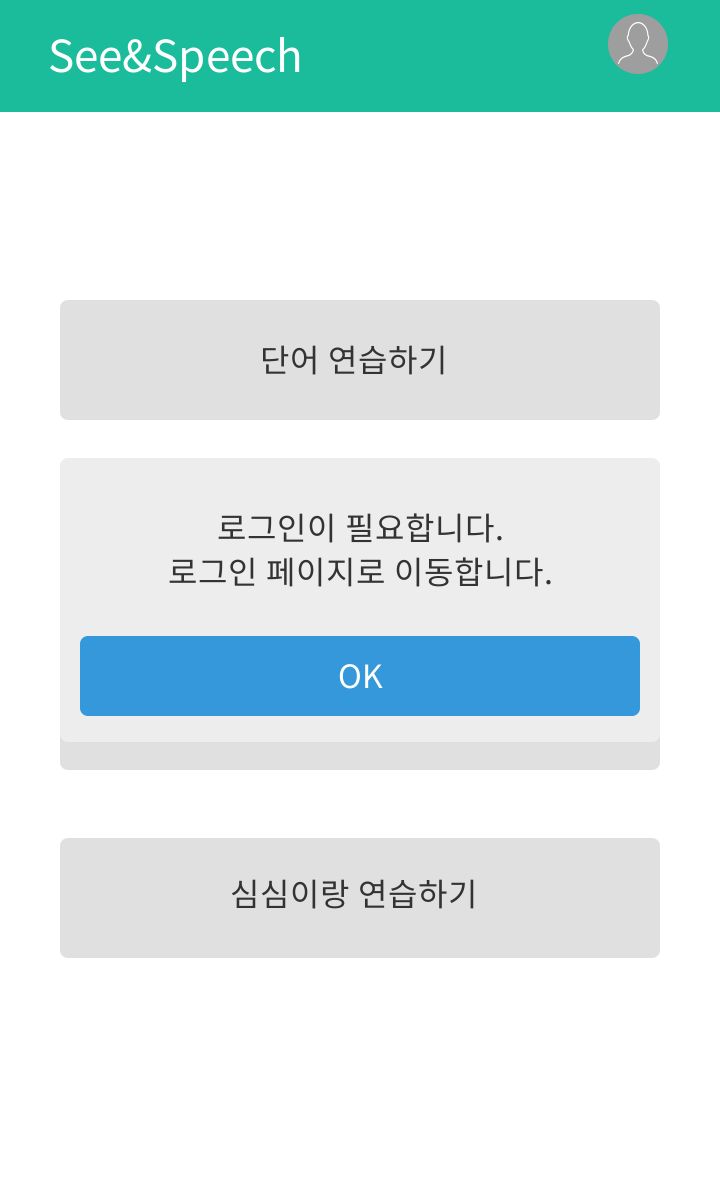 See&Speech
단어 연습하기
로그인이 필요합니다.
로그인 페이지로 이동합니다.
OK
심심이랑 연습하기